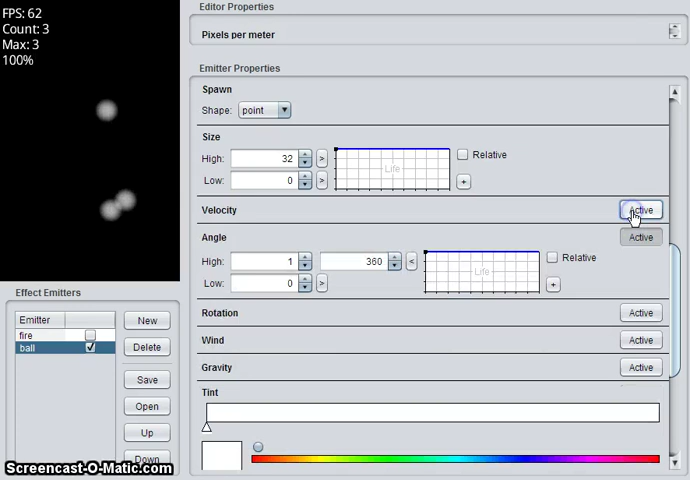 FPS: 62
Count: 3
Max: 3
100%
Editor Properties
Pixels per meter
Emitter Properties
Spawn
Shape: point
Size
High: 32 > Life Relative
Low: 0 > +
Velocity Active
Angle Active
High: 1 360 < Life Relative
Low: 0 > +
Rotation Active
Wind Active
Gravity Active
Tint
Effect Emitters
Emitter New
fire
ball Delete
Save
Open
Up
Down
Screencast-O-Matic.com